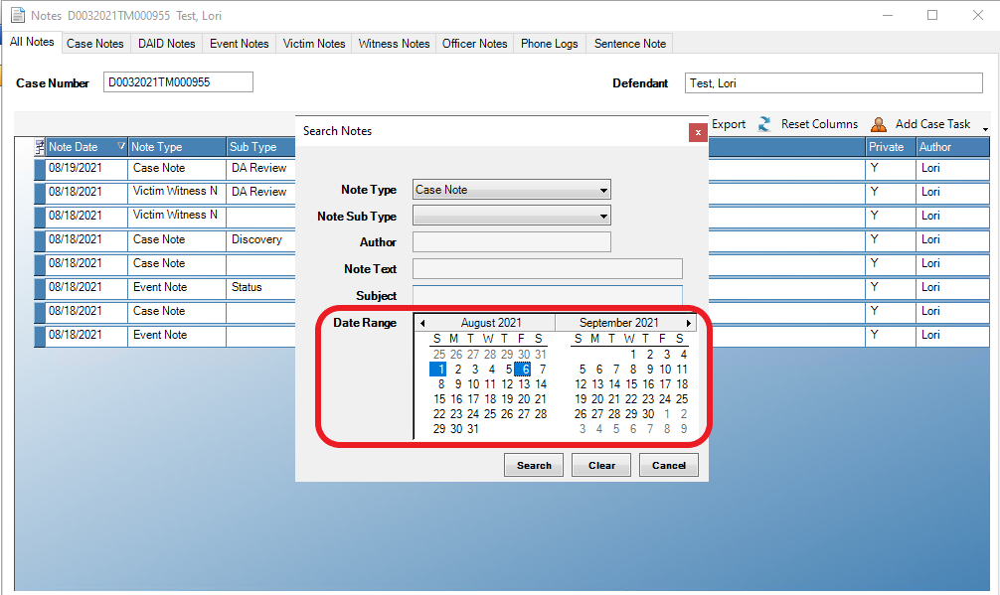 Notes D0032021TM000955 Test, Lori
All Notes Case Notes DAID Notes Event Notes Victim Notes Witness Notes Officer Notes Phone Logs Sentence Note
Case Number D0032021TM000955 Defendant Test, Lori
Export Reset Columns Add Case Task
Note Date Note Type Sub Type Private Author
08/19/2021 Case Note DA Review Y Lori
08/18/2021 Victim Witness N DA Review Y Lori
08/18/2021 Victim Witness N Y Lori
08/18/2021 Case Note Discovery Y Lori
08/18/2021 Case Note Y Lori
08/18/2021 Event Note Status Y Lori
08/18/2021 Case Note Y Lori
08/18/2021 Event Note Y Lori
Search Notes x
Note Type Case Note
Note Sub Type
Author
Note Text
Subject
Date Range August 2021 September 2021
S M T W T F S S M T W T F S
25 26 27 28 29 30 31 1 2 3 4
1 2 3 4 5 6 7 5 6 7 8 9 10 11
8 9 10 11 12 13 14 12 13 14 15 16 17 18
15 16 17 18 19 20 21 19 20 21 22 23 24 25
22 23 24 25 26 27 28 26 27 28 29 30 1 2
29 30 31 3 4 5 6 7 8 9
Search Clear Cancel